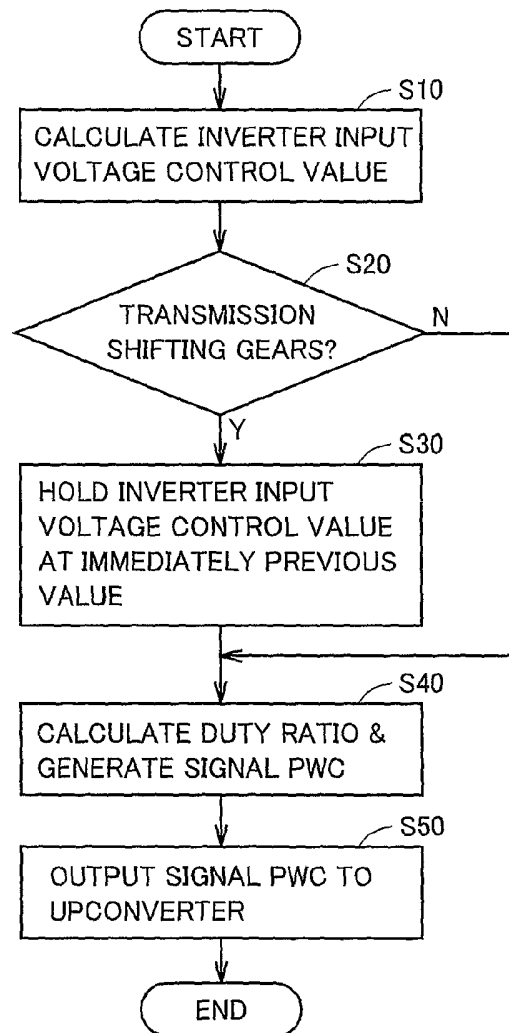 START
S10
CALCULATE INVERTER INPUT
VOLTAGE CONTROL VALUE
S20
TRANSMISSION
SHIFTING GEARS?
N
Y
S30
HOLD INVERTER INPUT
VOLTAGE CONTROL VALUE
AT IMMEDIATELY PREVIOUS
VALUE
S40
CALCULATE DUTY RATIO &
GENERATE SIGNAL PWC
S50
OUTPUT SIGNAL PWC TO
UPCONVERTER
END